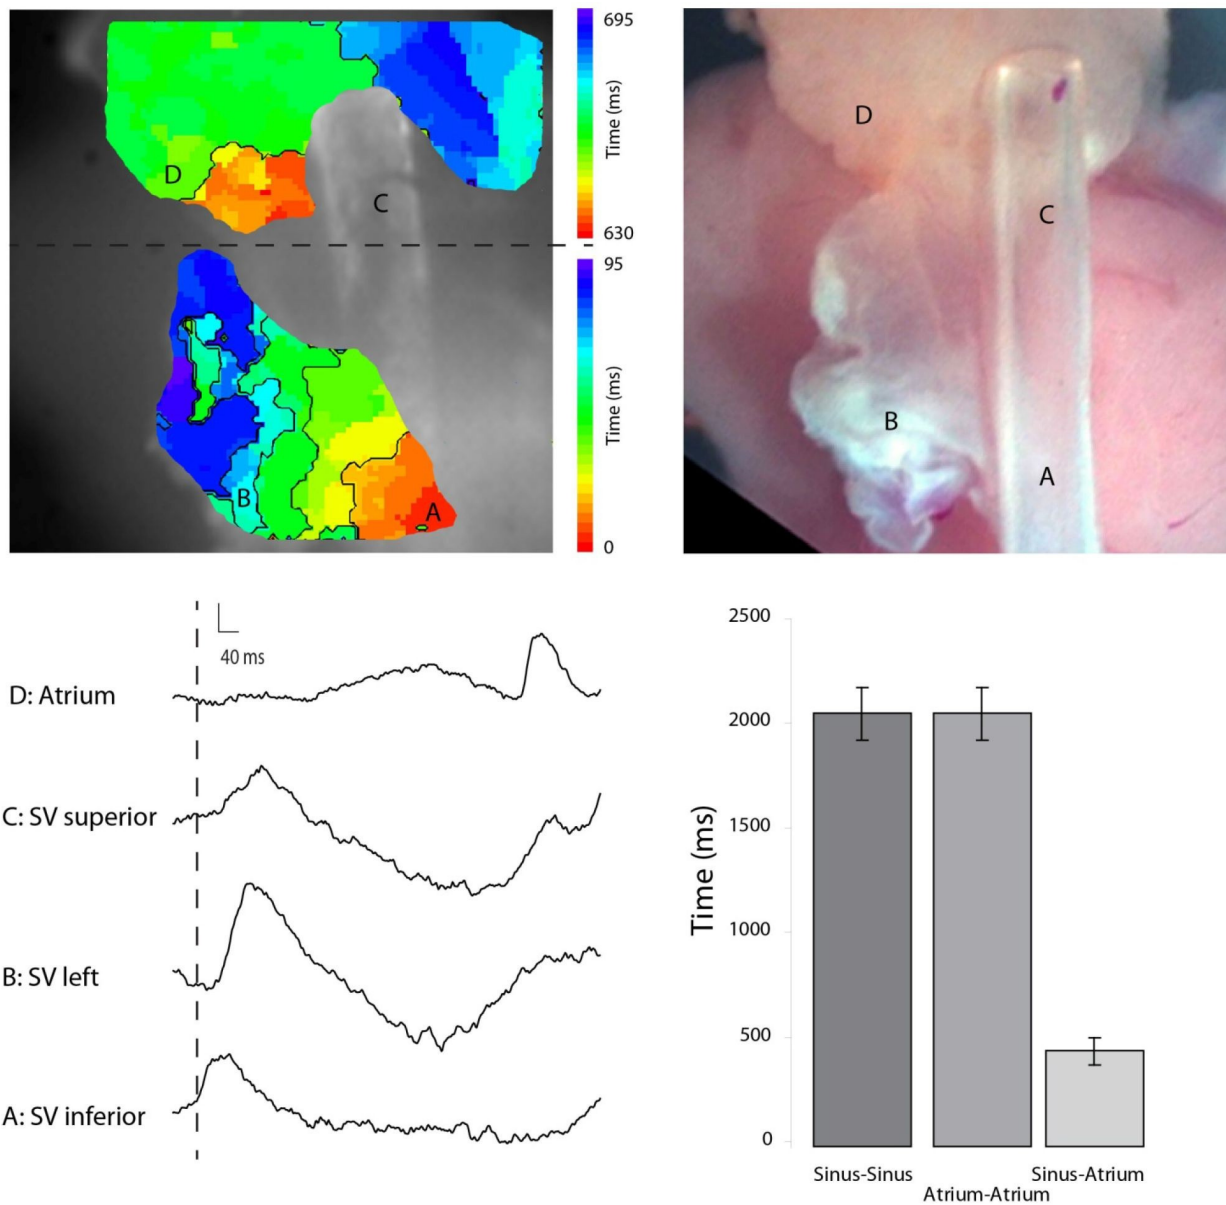 695
Time (ms)
630
95
Time (ms)
0
D
C
B
A
D
C
B
A
40 ms
D: Atrium
C: SV superior
B: SV left
A: SV inferior
2500
2000
1500
1000
500
0
Time (ms)
Sinus-Sinus
Atrium-Atrium
Sinus-Atrium